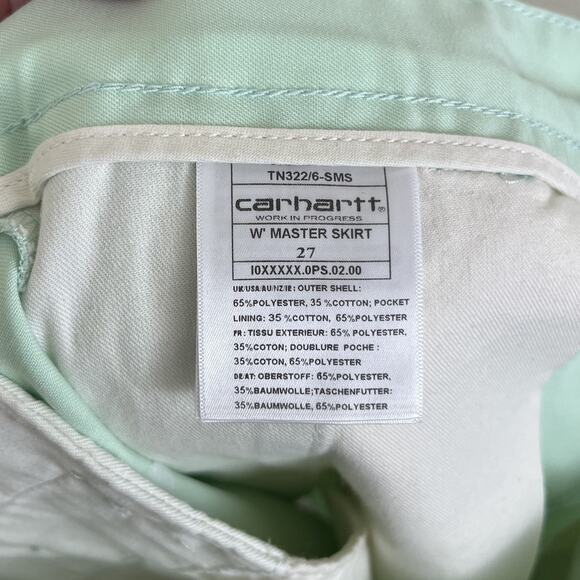 TN322/6-SMS
carhartt®
WORK IN PROGRESS
W' MASTER SKIRT
27
I0XXXXX.0PS.02.00
UK/USA/AU/NZ/IE: OUTER SHELL:
65%POLYESTER, 35 %COTTON; POCKET
LINING: 35 %COTTON, 65%POLYESTER
FR: TISSU EXTERIEUR: 65% POLYESTER,
35%COTON; DOUBLURE POCHE :
35%COTON, 65%POLYESTER
DE/AT: OBERSTOFF: 65%POLYESTER,
35%BAUMWOLLE;TASCHENFUTTER:
35%BAUMWOLLE, 65%POLYESTER